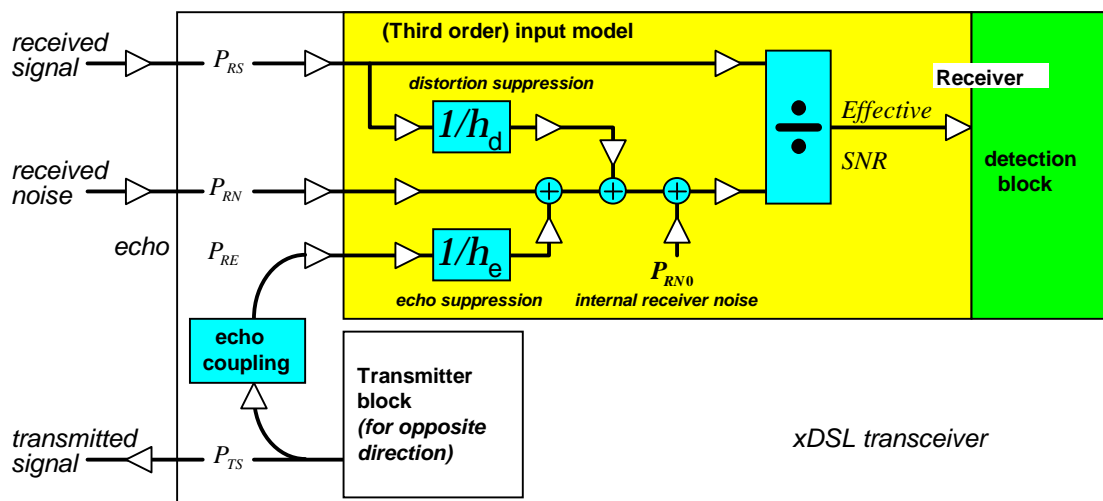 (Third order) input model
received
signal
P_RS
distortion suppression
Receiver
1/h_d
÷
Effective
SNR
detection
block
received
noise
P_RN
+
+
+
echo
P_RE
1/h_e
P_RN0
echo suppression
internal receiver noise
echo
coupling
Transmitter
block
(for opposite
direction)
transmitted
signal
P_TS
xDSL transceiver